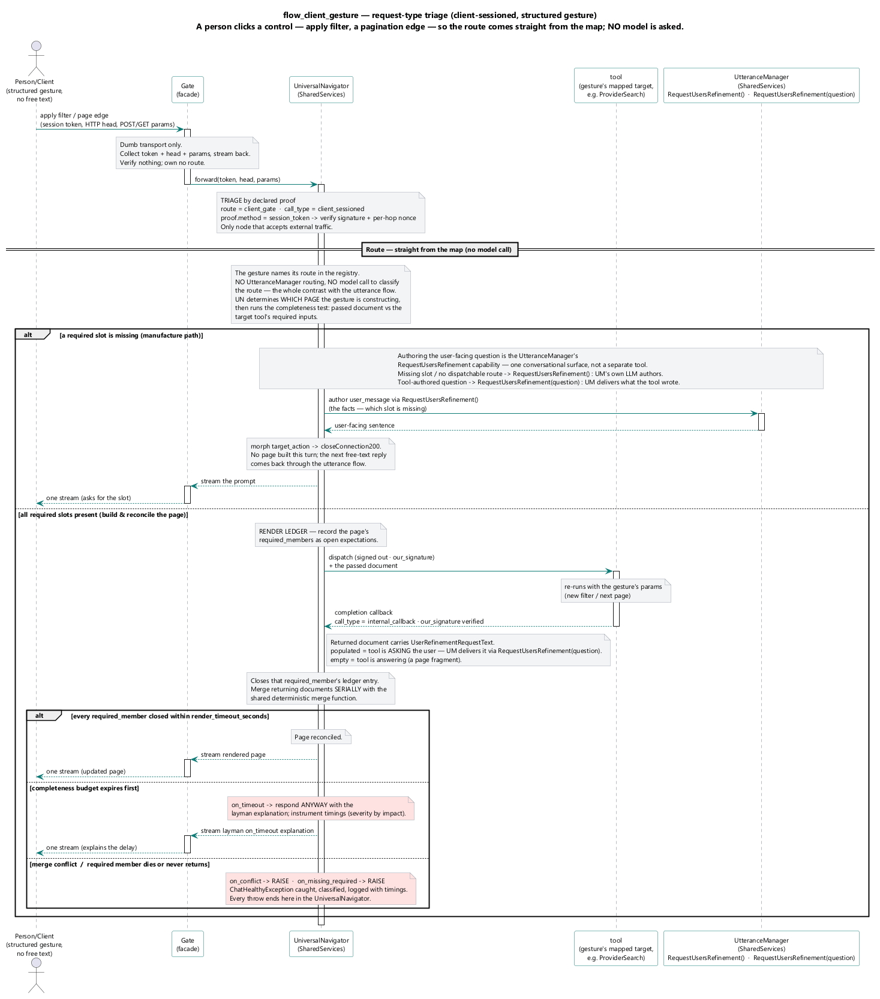 flow_client_gesture — request-type triage (client-sessioned, structured gesture)
A person clicks a control — apply filter, a pagination edge — so the route comes straight from the map; NO model is asked.
Person/Client
(structured gesture,
no free text)
Gate
(facade)
UniversalNavigator
(SharedServices)
tool
(gesture's mapped target,
e.g. ProviderSearch)
UtteranceManager
(SharedServices)
RequestUsersRefinement() · RequestUsersRefinement(question)
apply filter / page edge
(session token, HTTP head, POST/GET params)
Dumb transport only.
Collect token + head + params, stream back.
Verify nothing; own no route.
forward(token, head, params)
TRIAGE by declared proof
route = client_gate · call_type = client_sessioned
proof.method = session_token -> verify signature + per-hop nonce
Only node that accepts external traffic.
Route — straight from the map (no model call)
The gesture names its route in the registry.
NO UtteranceManager routing, NO model call to classify
the route — the whole contrast with the utterance flow.
UN determines WHICH PAGE the gesture is constructing,
then runs the completeness test: passed document vs the
target tool's required inputs.
alt
[a required slot is missing (manufacture path)]
Authoring the user-facing question is the UtteranceManager's
RequestUsersRefinement capability — one conversational surface, not a separate tool.
Missing slot / no dispatchable route -> RequestUsersRefinement() : UM's own LLM authors.
Tool-authored question -> RequestUsersRefinement(question) : UM delivers what the tool wrote.
author user_message via RequestUsersRefinement()
(the facts — which slot is missing)
user-facing sentence
morph target_action -> closeConnection200.
No page built this turn; the next free-text reply
comes back through the utterance flow.
stream the prompt
one stream (asks for the slot)
[all required slots present (build & reconcile the page)]
RENDER LEDGER — record the page's
required_members as open expectations.
dispatch (signed out · our_signature)
+ the passed document
re-runs with the gesture's params
(new filter / next page)
completion callback
call_type = internal_callback · our_signature verified
Returned document carries UserRefinementRequestText.
populated = tool is ASKING the user — UM delivers it via RequestUsersRefinement(question).
empty = tool is answering (a page fragment).
Closes that required_member's ledger entry.
Merge returning documents SERIALLY with the
shared deterministic merge function.
alt
[every required_member closed within render_timeout_seconds]
Page reconciled.
stream rendered page
one stream (updated page)
[completeness budget expires first]
on_timeout -> respond ANYWAY with the
layman explanation; instrument timings (severity by impact).
stream layman on_timeout explanation
one stream (explains the delay)
[merge conflict / required member dies or never returns]
on_conflict -> RAISE · on_missing_required -> RAISE
ChatHealthyException caught, classified, logged with timings.
Every throw ends here in the UniversalNavigator.
Person/Client
(structured gesture,
no free text)
Gate
(facade)
UniversalNavigator
(SharedServices)
tool
(gesture's mapped target,
e.g. ProviderSearch)
UtteranceManager
(SharedServices)
RequestUsersRefinement() · RequestUsersRefinement(question)